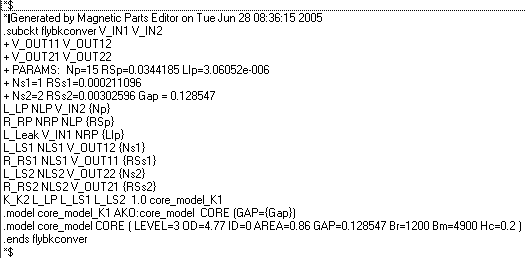 *$
*|Generated by Magnetic Parts Editor on Tue Jun 28 08:36:15 2005
.subckt flybkconver V_IN1 V_IN2
+ V_OUT11 V_OUT12
+ V_OUT21 V_OUT22
+ PARAMS:  Np=15 RSp=0.0344185 Llp=3.06052e-006
+ Ns1=1 RSs1=0.000211096
+ Ns2=2 RSs2=0.00302596 Gap = 0.128547
L_LP NLP V_IN2 {Np}
R_RP NRP NLP {RSp}
L_Leak V_IN1 NRP {Llp}
L_LS1 NLS1 V_OUT12 {Ns1}
R_RS1 NLS1 V_OUT11 {RSs1}
L_LS2 NLS2 V_OUT22 {Ns2}
R_RS2 NLS2 V_OUT21 {RSs2}
K_K2 L_LP L_LS1 L_LS2  1.0 core_model_K1
.model core_model_K1 AKO:core_model  CORE (GAP={Gap})
.model core_model CORE ( LEVEL=3 OD=4.77 ID=0 AREA=0.86 GAP=0.128547 Br=1200 Bm=4900 Hc=0.2 )
.ends flybkconver
*$